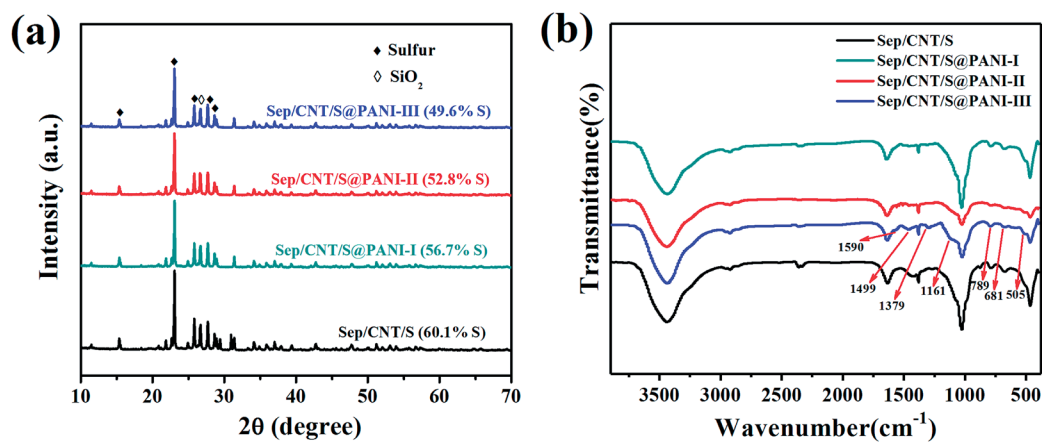 (a)
♦ Sulfur
◊ SiO2
Sep/CNT/S@PANI-III (49.6% S)
Sep/CNT/S@PANI-II (52.8% S)
Sep/CNT/S@PANI-I (56.7% S)
Sep/CNT/S (60.1% S)
Intensity (a.u.)
10 20 30 40 50 60 70
2θ (degree)
(b)
Sep/CNT/S
Sep/CNT/S@PANI-I
Sep/CNT/S@PANI-II
Sep/CNT/S@PANI-III
Transmittance(%)
1590
1499
1379
1161
789
681
505
3500 3000 2500 2000 1500 1000 500
Wavenumber(cm-1)